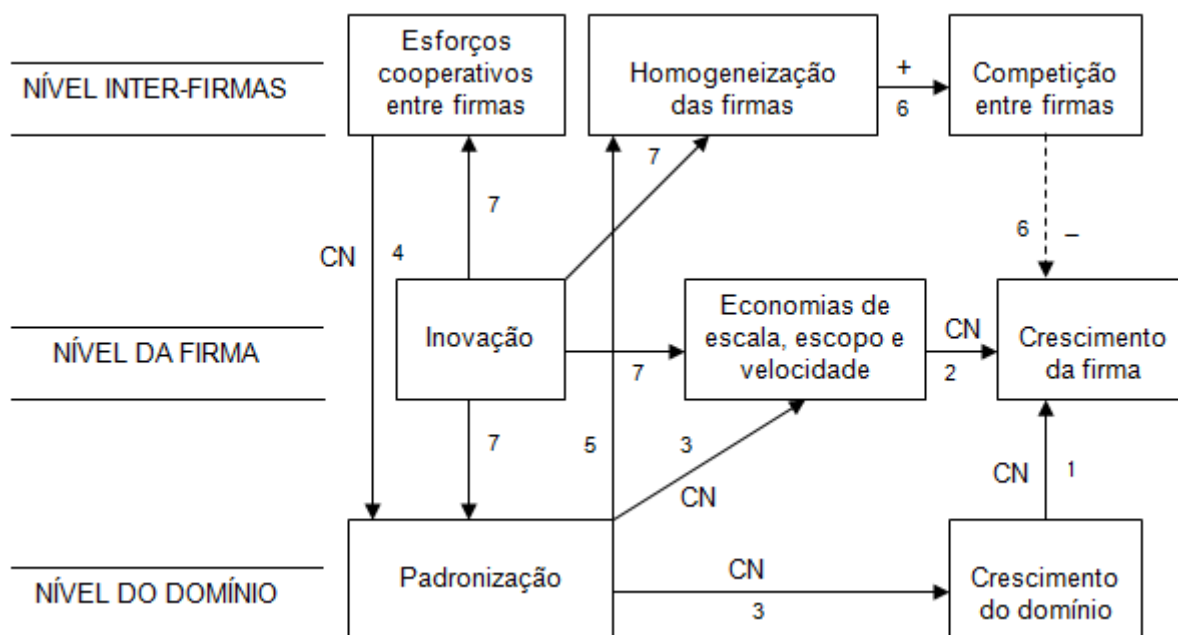 Esforços
cooperativos
entre firmas
Homogeneização
das firmas
Competição
entre firmas
NÍVEL INTER-FIRMAS
+
6
7
7
CN
4
6
–
Inovação
Economias de
escala, escopo e
velocidade
Crescimento
da firma
NÍVEL DA FIRMA
CN
2
7
7
5
3
CN
CN
1
Padronização
CN
3
Crescimento
do domínio
NÍVEL DO DOMÍNIO